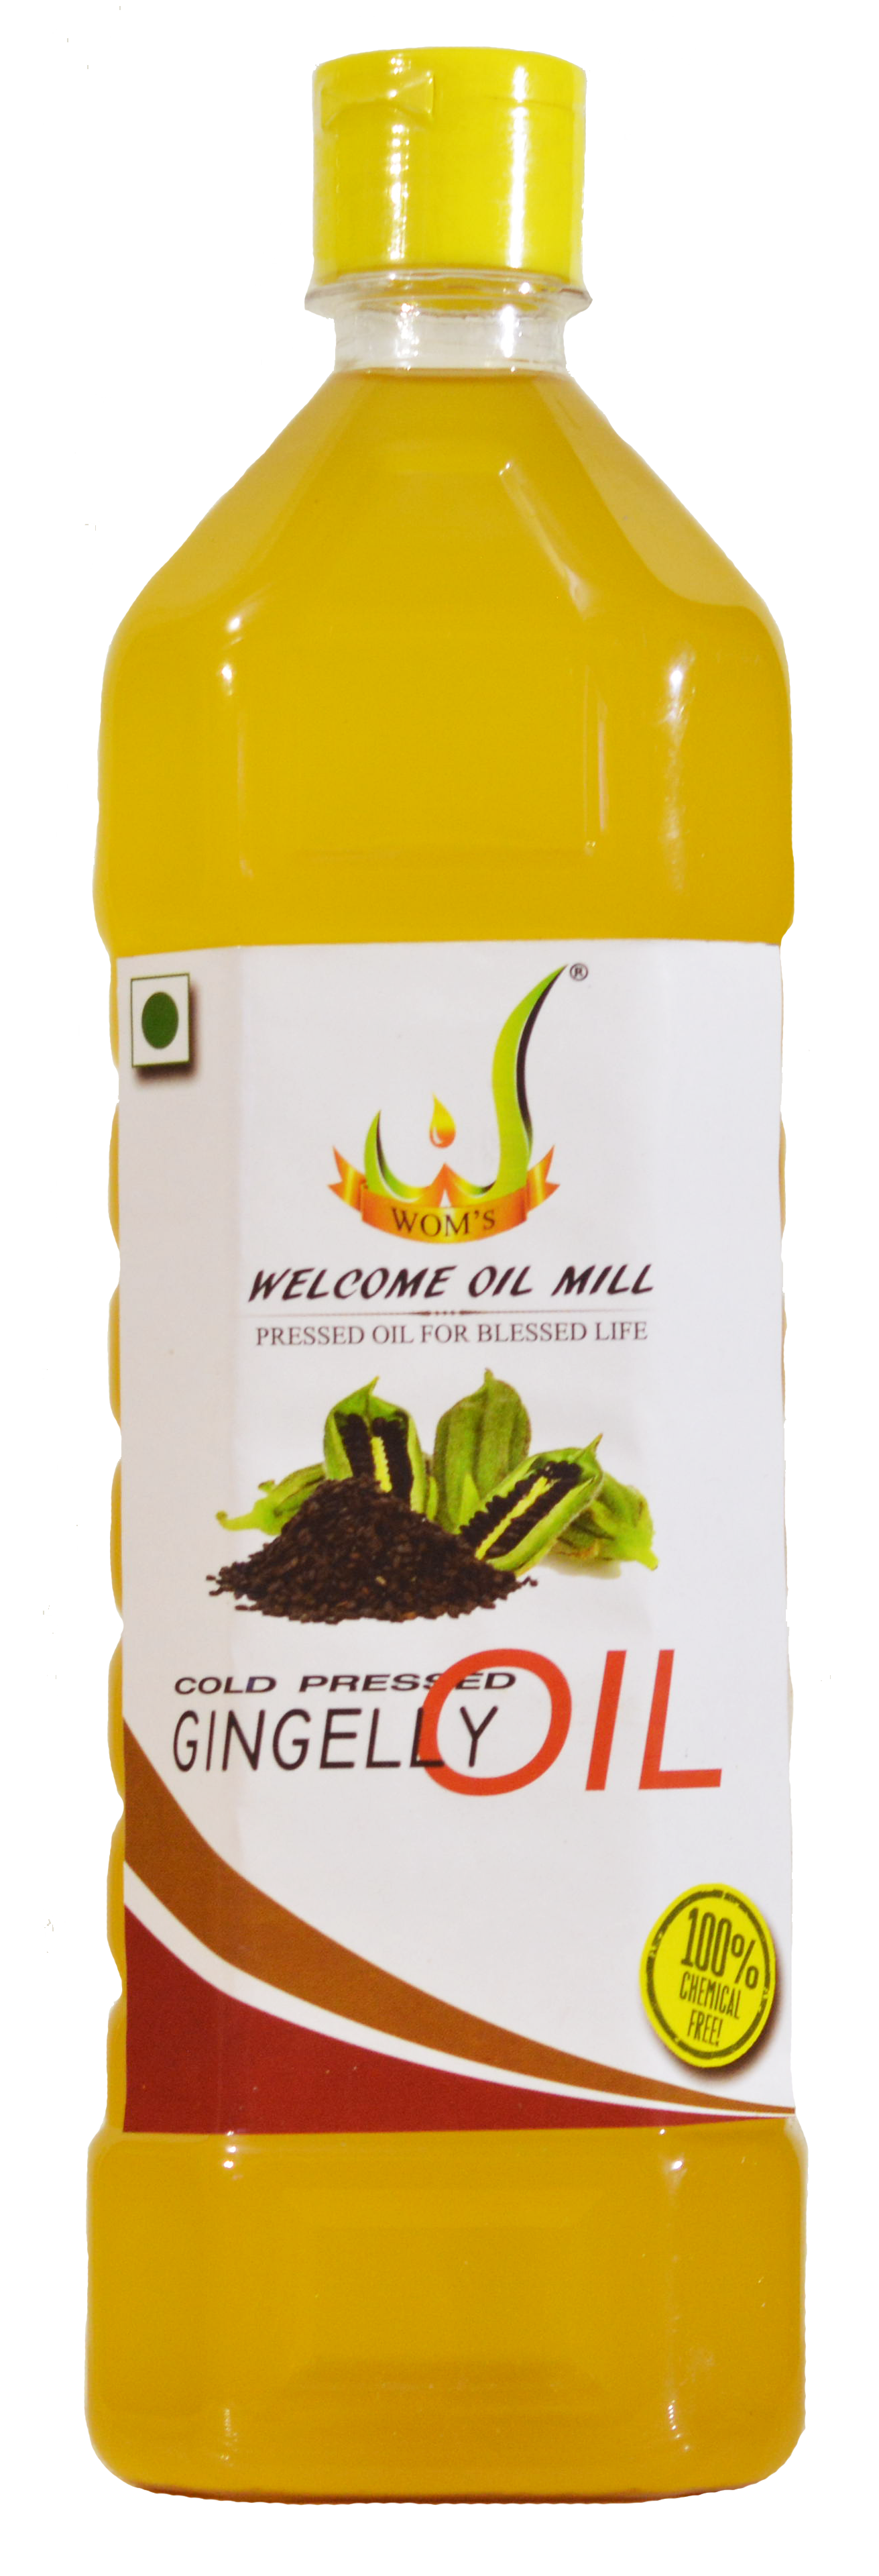 ®
WOM'S
WELCOME OIL MILL
PRESSED OIL FOR BLESSED LIFE
COLD PRESSED
GINGELLY OIL
100%
CHEMICAL
FREE!